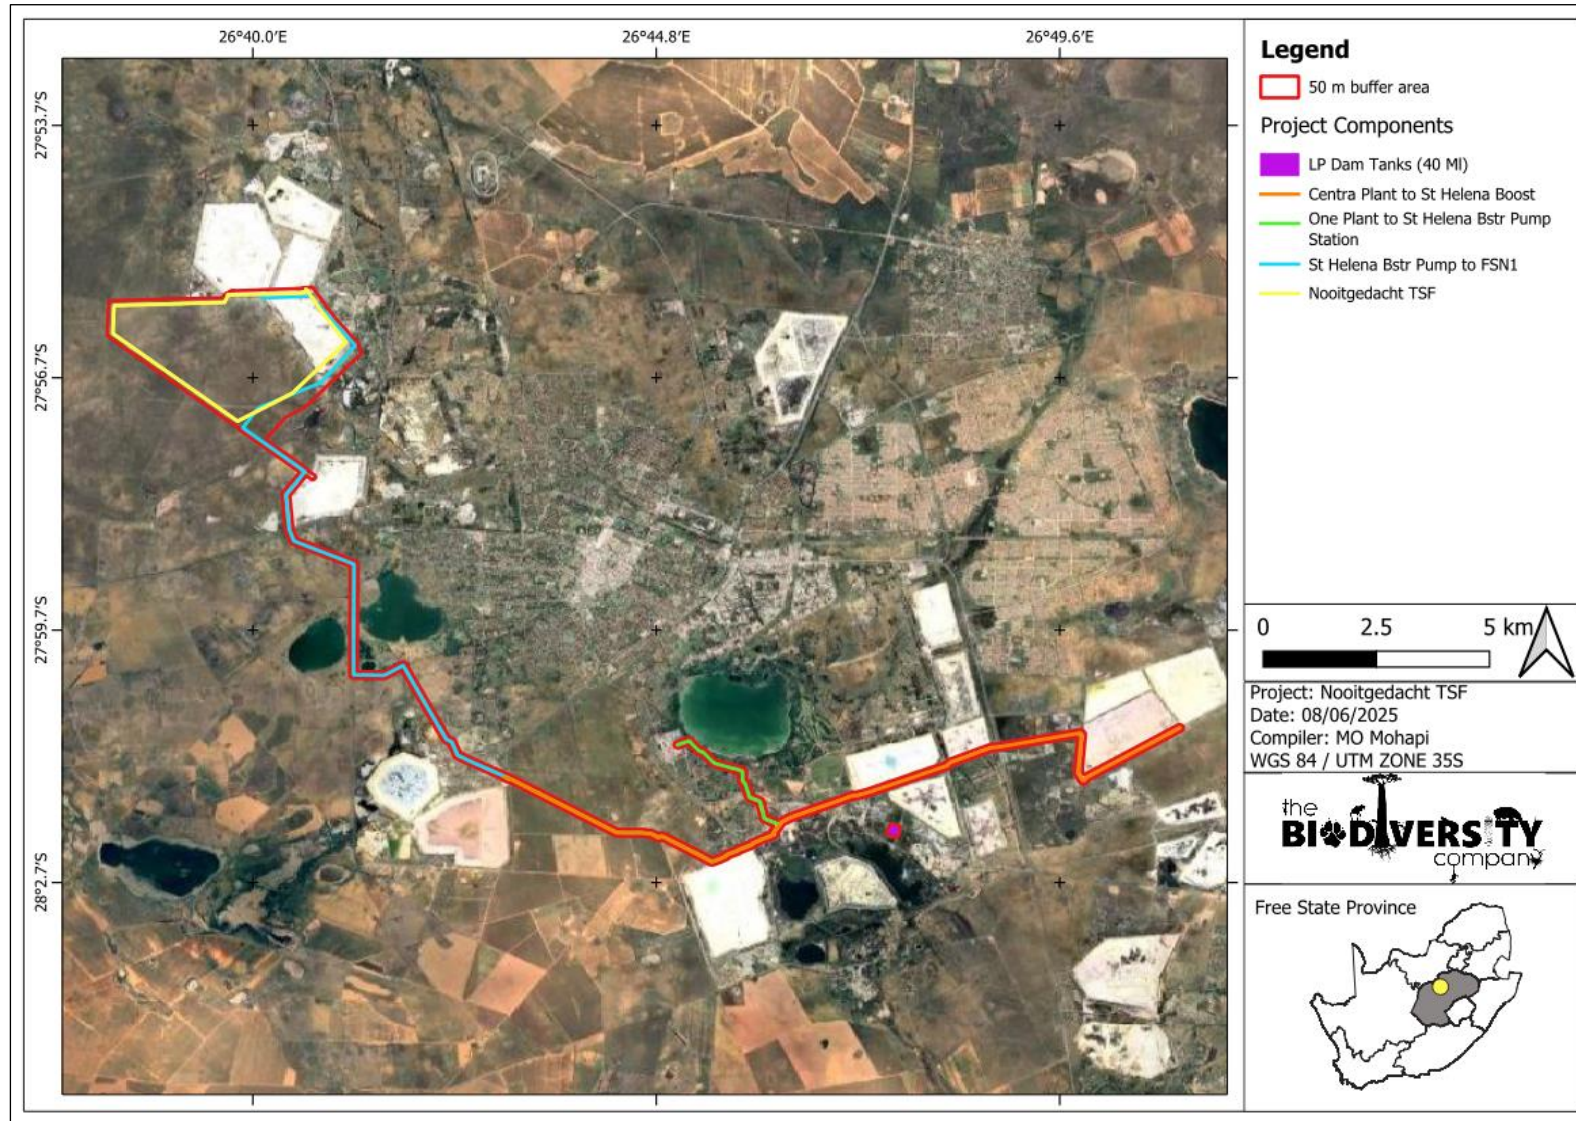 26°40.0'E
26°44.8'E
26°49.6'E
27°53.7'S
27°56.7'S
27°59.7'S
28°2.7'S
Legend
50 m buffer area
Project Components
LP Dam Tanks (40 Ml)
Centra Plant to St Helena Boost
One Plant to St Helena Bstr Pump
Station
St Helena Bstr Pump to FSN1
Nooitgedacht TSF
0 2.5 5 km
Project: Nooitgedacht TSF
Date: 08/06/2025
Compiler: MO Mohapi
WGS 84 / UTM ZONE 35S
the
BIODIVERSITY
company
Free State Province